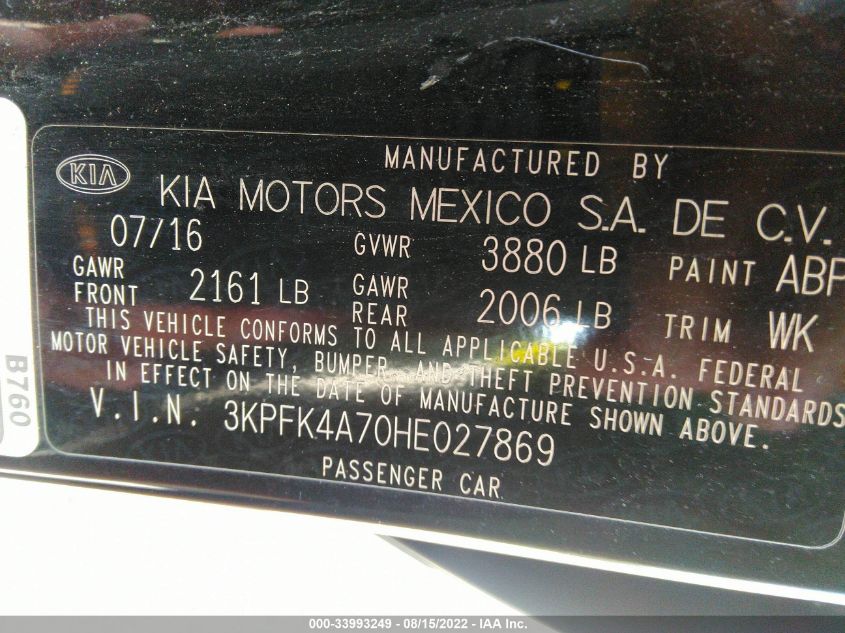 MANUFACTURED BY
KIA KIA MOTORS MEXICO S.A. DE C.V.
07/16 GVWR 3880 LB PAINT ABP
GAWR FRONT 2161 LB GAWR REAR 2006 LB TRIM WK
THIS VEHICLE CONFORMS TO ALL APPLICABLE U.S.A. FEDERAL
MOTOR VEHICLE SAFETY, BUMPER, AND THEFT PREVENTION STANDARDS
IN EFFECT ON THE DATE OF MANUFACTURE SHOWN ABOVE.
V.I.N. 3KPFK4A70HE027869
PASSENGER CAR
B760
000-33993249 - 08/15/2022 - IAA Inc.